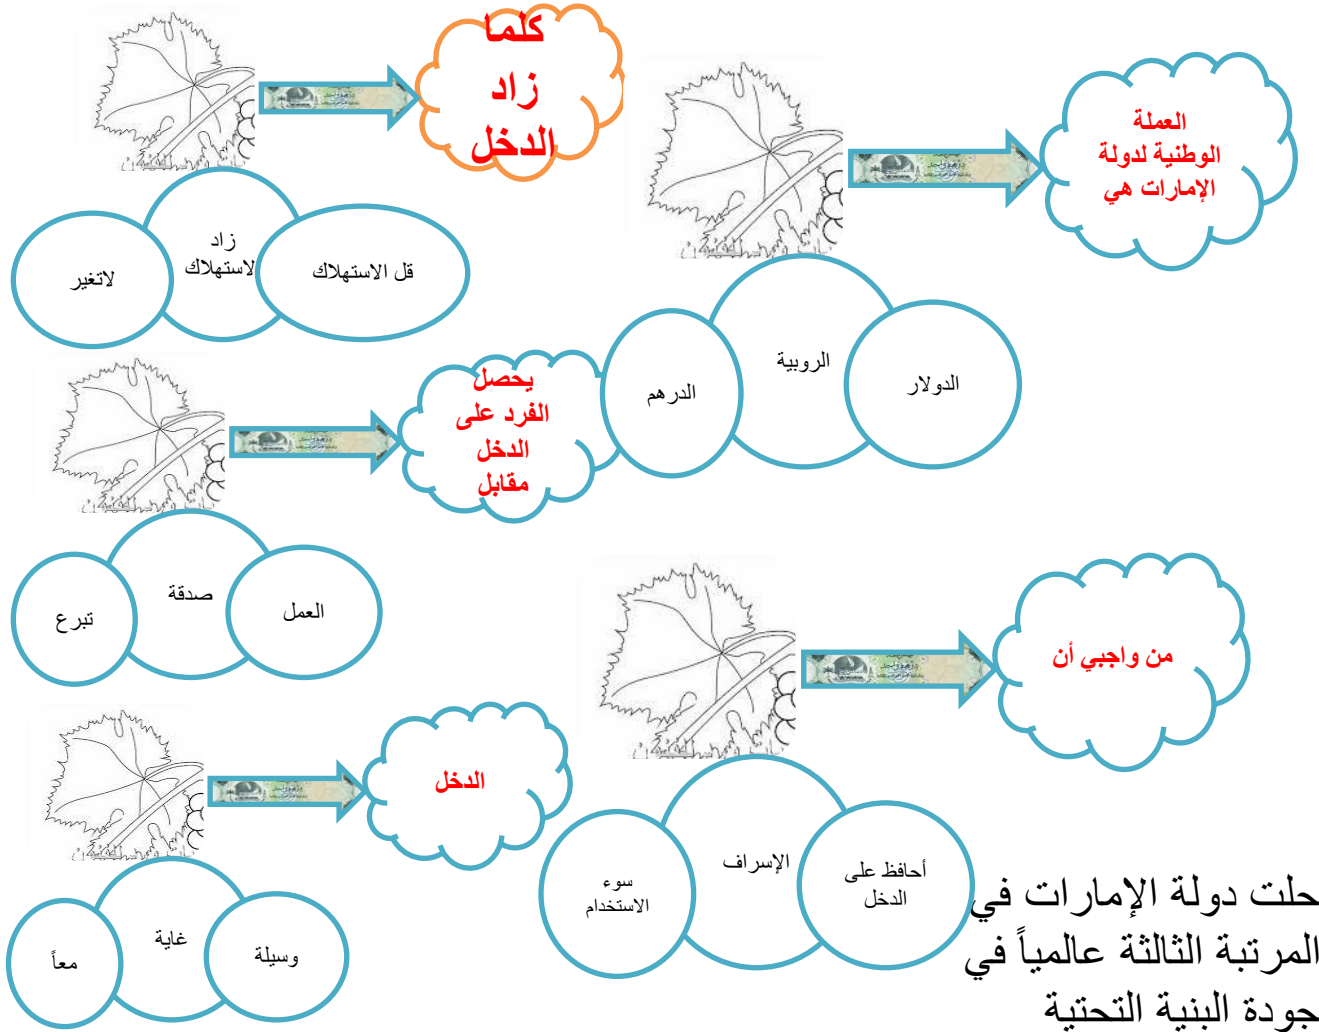 العملة
الوطنية لدولة
الإمارات هي
الدولار
الروبية
الدرهم
كلما
زاد
الدخل
قل الاستهلاك
زاد
لاستهلاك
لاتغير
يحصل
الفرد على
الدخل
مقابل
العمل
صدقة
تبرع
من واجبي أن
أحافظ على
الدخل
الإسراف
سوء
الاستخدام
الدخل
وسيلة
غاية
معاً
حلت دولة الإمارات في
المرتبة الثالثة عالمياً في
جودة البنية التحتية